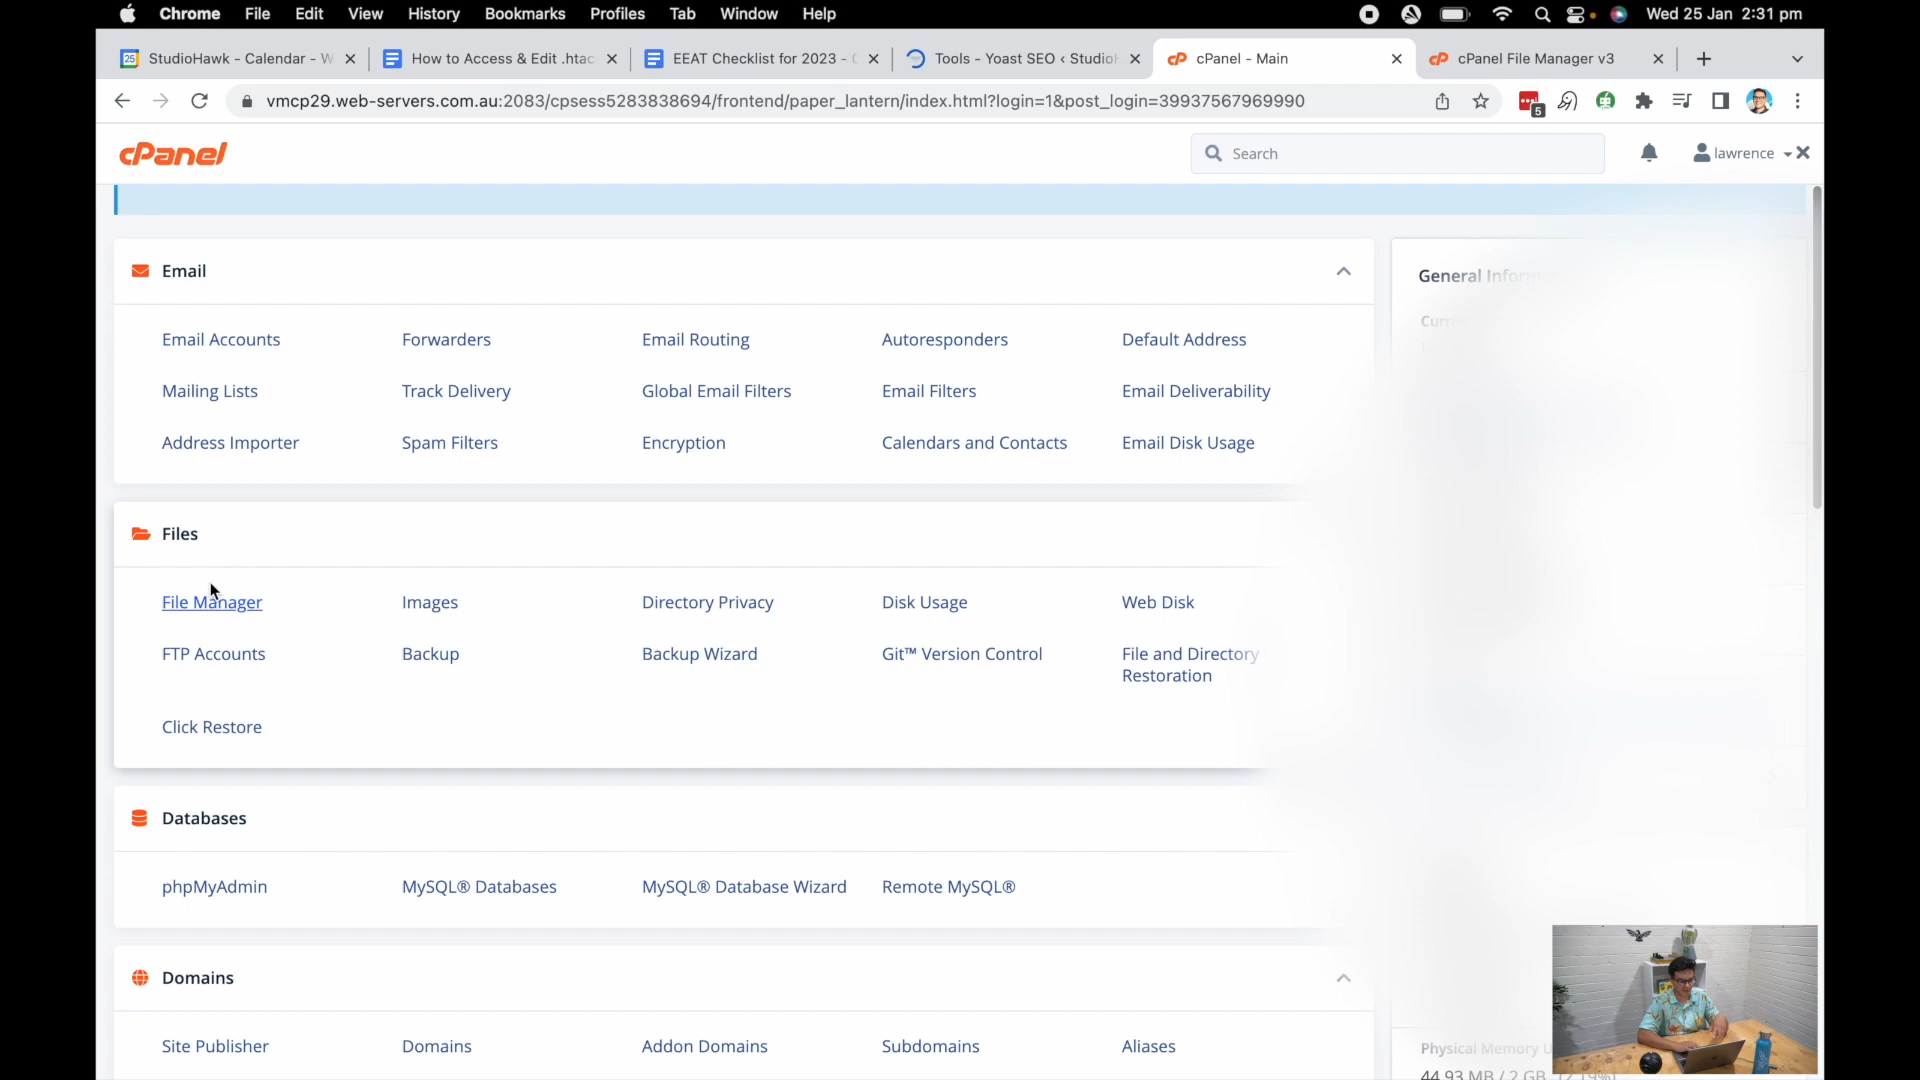 Chrome File Edit View History Bookmarks Profiles Tab Window Help Wed 25 Jan 2:31 pm
25 StudioHawk - Calendar - W How to Access & Edit .htac EEAT Checklist for 2023 - Tools - Yoast SEO ‹ Studio cPanel - Main cPanel File Manager v3
vmcp29.web-servers.com.au:2083/cpsess5283838694/frontend/paper_lantern/index.html?login=1&post_login=39937567969990 5
cPanel Search lawrence
Email
General Inform
Email Accounts Forwarders Email Routing Autoresponders Default Address
Mailing Lists Track Delivery Global Email Filters Email Filters Email Deliverability
Address Importer Spam Filters Encryption Calendars and Contacts Email Disk Usage
Files
File Manager Images Directory Privacy Disk Usage Web Disk
FTP Accounts Backup Backup Wizard Git™ Version Control File and Directory Restoration
Click Restore
Databases
phpMyAdmin MySQL® Databases MySQL® Database Wizard Remote MySQL®
Domains
Site Publisher Domains Addon Domains Subdomains Aliases
Physical Memory U
44.93 MB / 2 GB (2.19%)